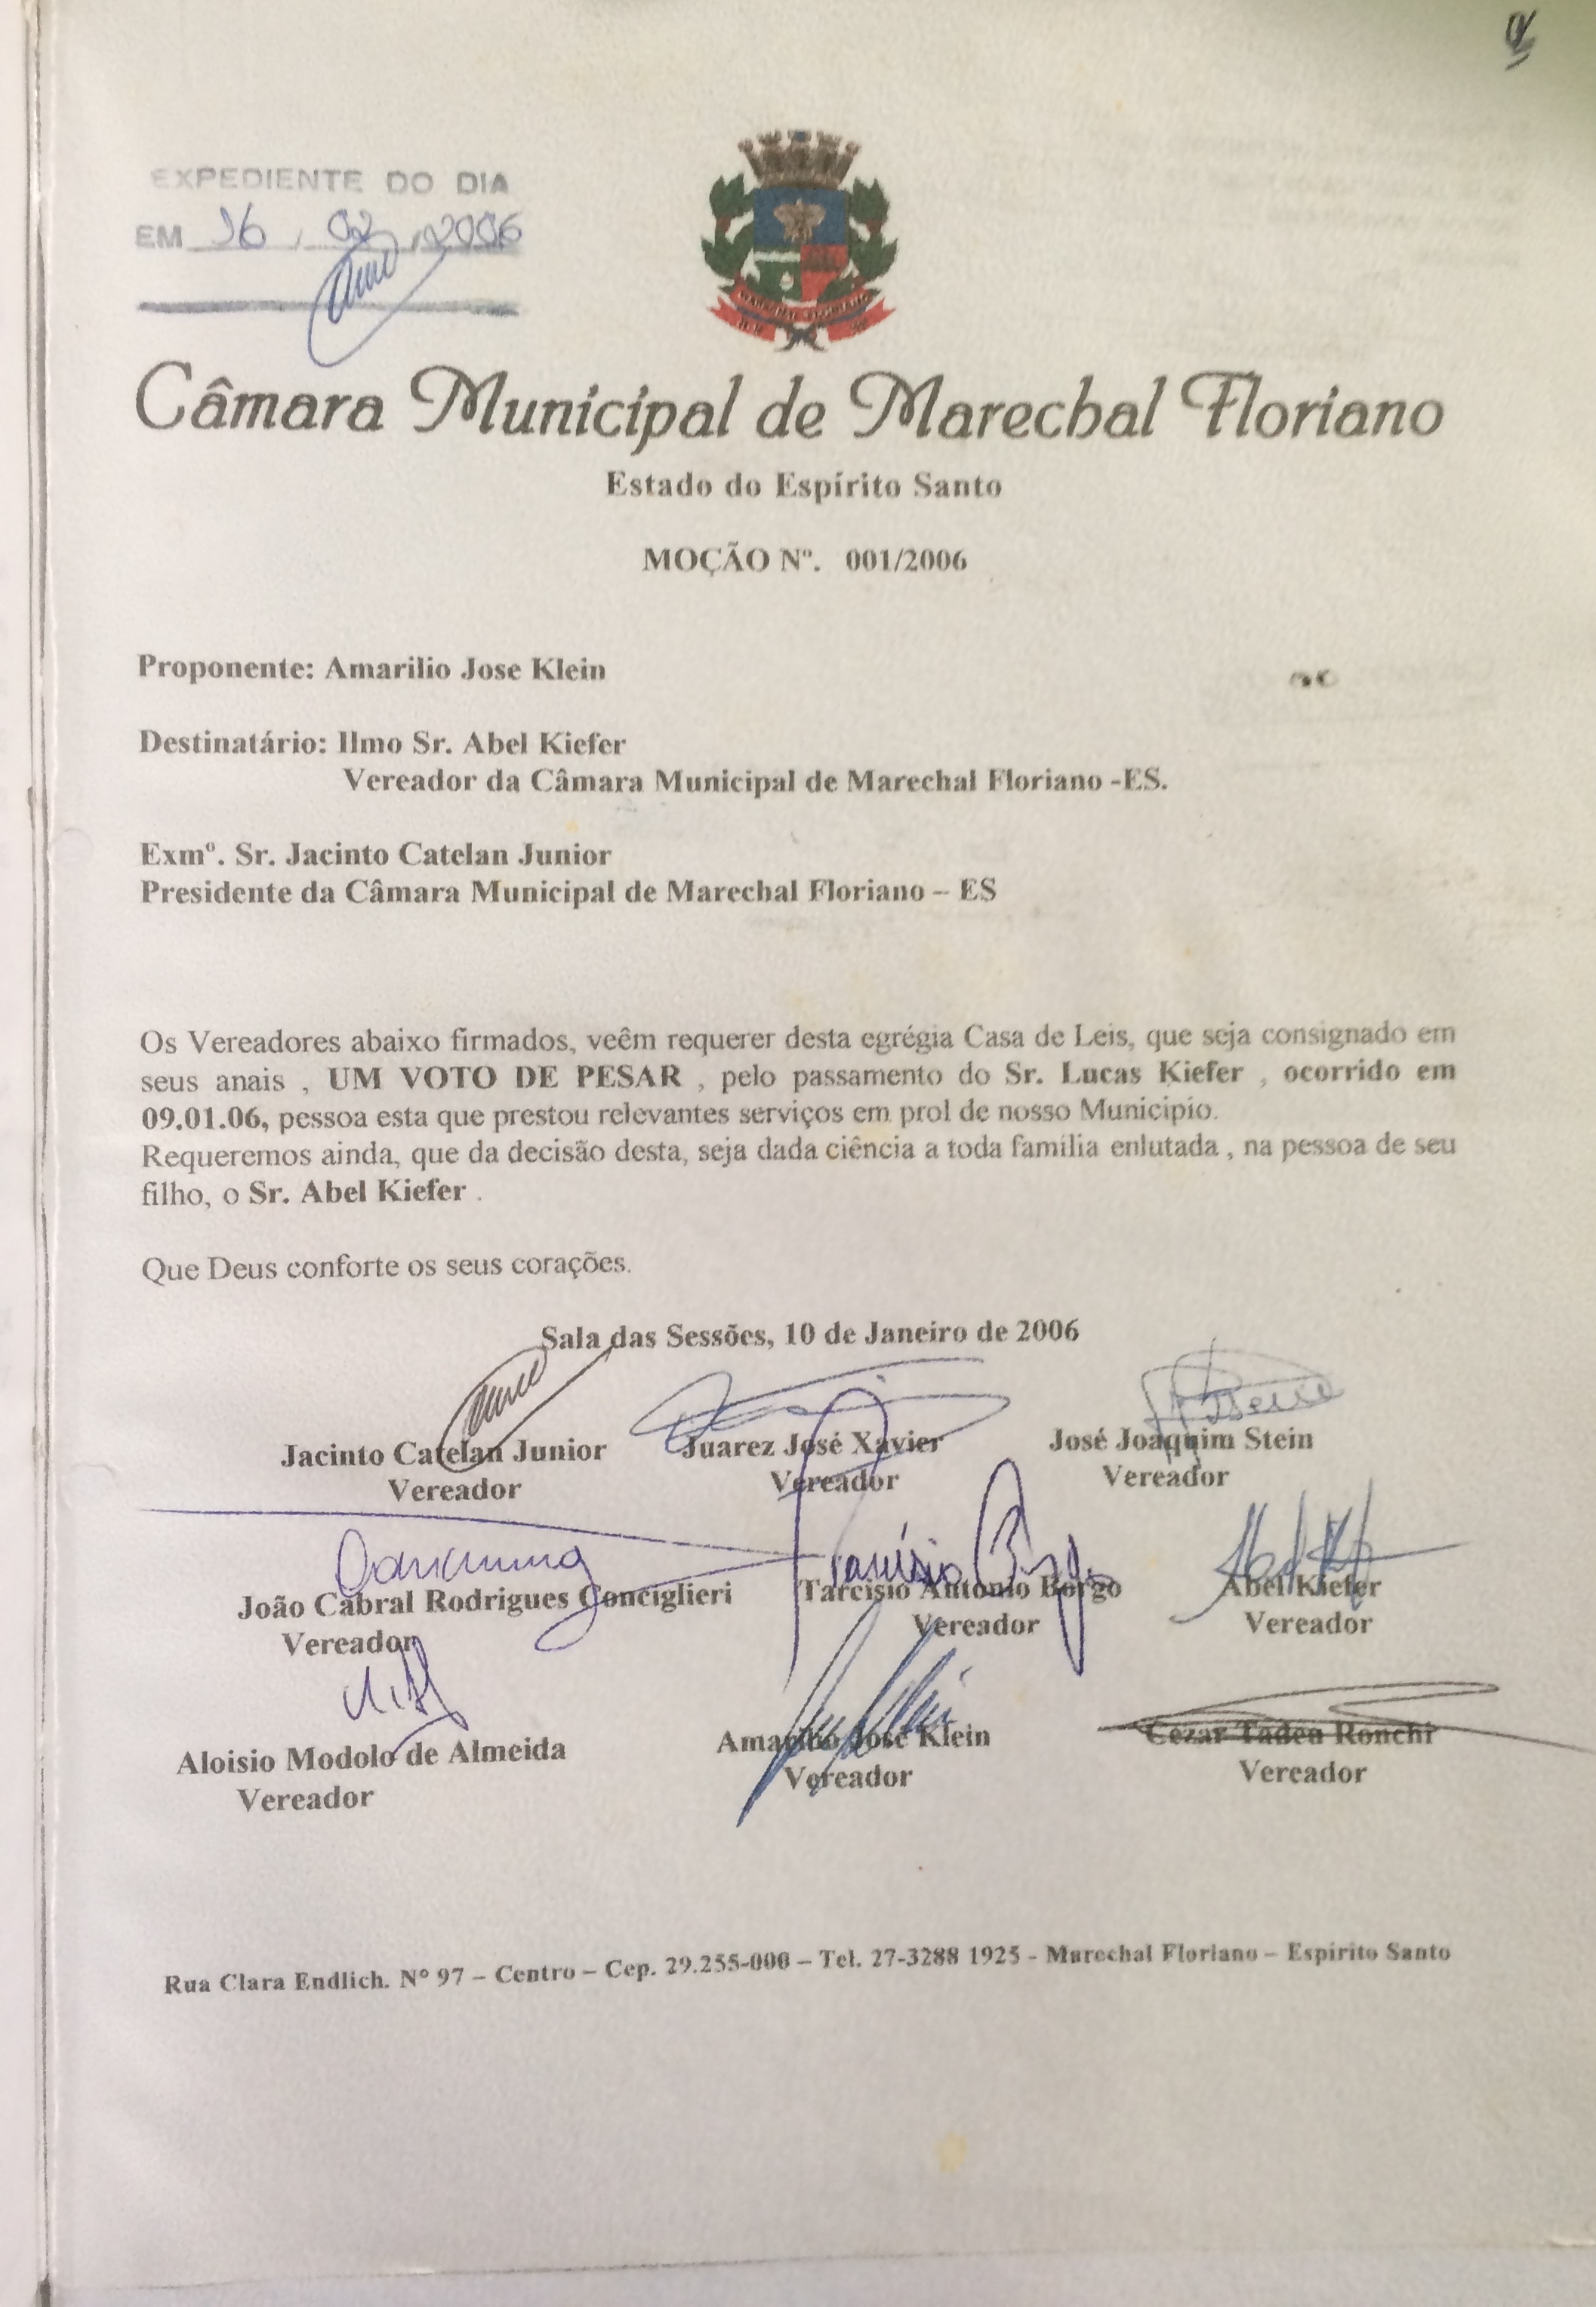 EXPEDIENTE DO DIA
EM 16, 02, 2006
Câmara Municipal de Marechal Floriano
Estado do Espírito Santo
MOÇÃO Nº. 001/2006
Proponente: Amarilio Jose Klein
Destinatário: Ilmo Sr. Abel Kiefer
Vereador da Câmara Municipal de Marechal Floriano -ES.
Exmº. Sr. Jacinto Catelan Junior
Presidente da Câmara Municipal de Marechal Floriano – ES
Os Vereadores abaixo firmados, veêm requerer desta egrégia Casa de Leis, que seja consignado em
seus anais , UM VOTO DE PESAR , pelo passamento do Sr. Lucas Kiefer , ocorrido em
09.01.06, pessoa esta que prestou relevantes serviços em prol de nosso Municipio.
Requeremos ainda, que da decisão desta, seja dada ciência a toda família enlutada , na pessoa de seu
filho, o Sr. Abel Kiefer .
Que Deus conforte os seus corações.
Sala das Sessões, 10 de Janeiro de 2006
Jacinto Catelan Junior Juarez José Xavier José Joaquim Stein
Vereador Vereador Vereador
João Cabral Rodrigues Conciglieri Tarcisio Antonio Borgo Abel Kiefer
Vereador Vereador Vereador
Aloisio Modolo de Almeida Amarilio José Klein Cezar Tadeu Ronchi
Vereador Vereador Vereador
Rua Clara Endlich. Nº 97 – Centro – Cep. 29.255-000 – Tel. 27-3288 1925 - Marechal Floriano – Espirito Santo